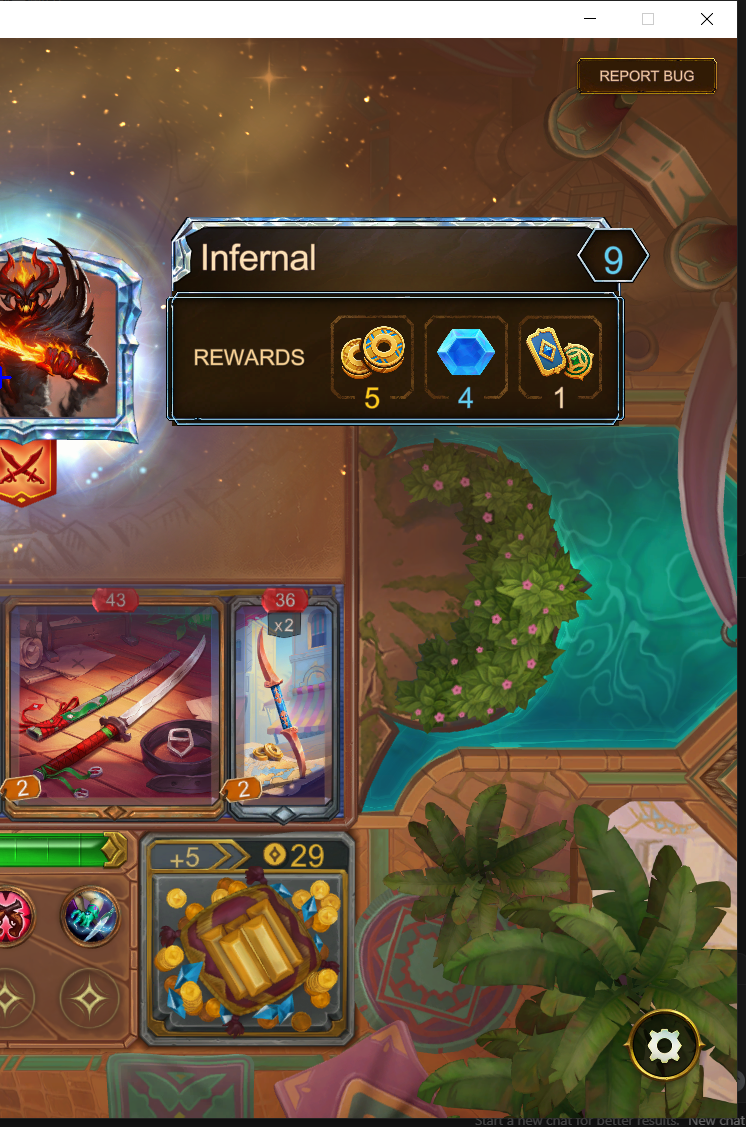 REPORT BUG
Infernal
9
REWARDS
5
4
1
43
36
x2
2
2
+5
29
Start a new chat for better results. New chat